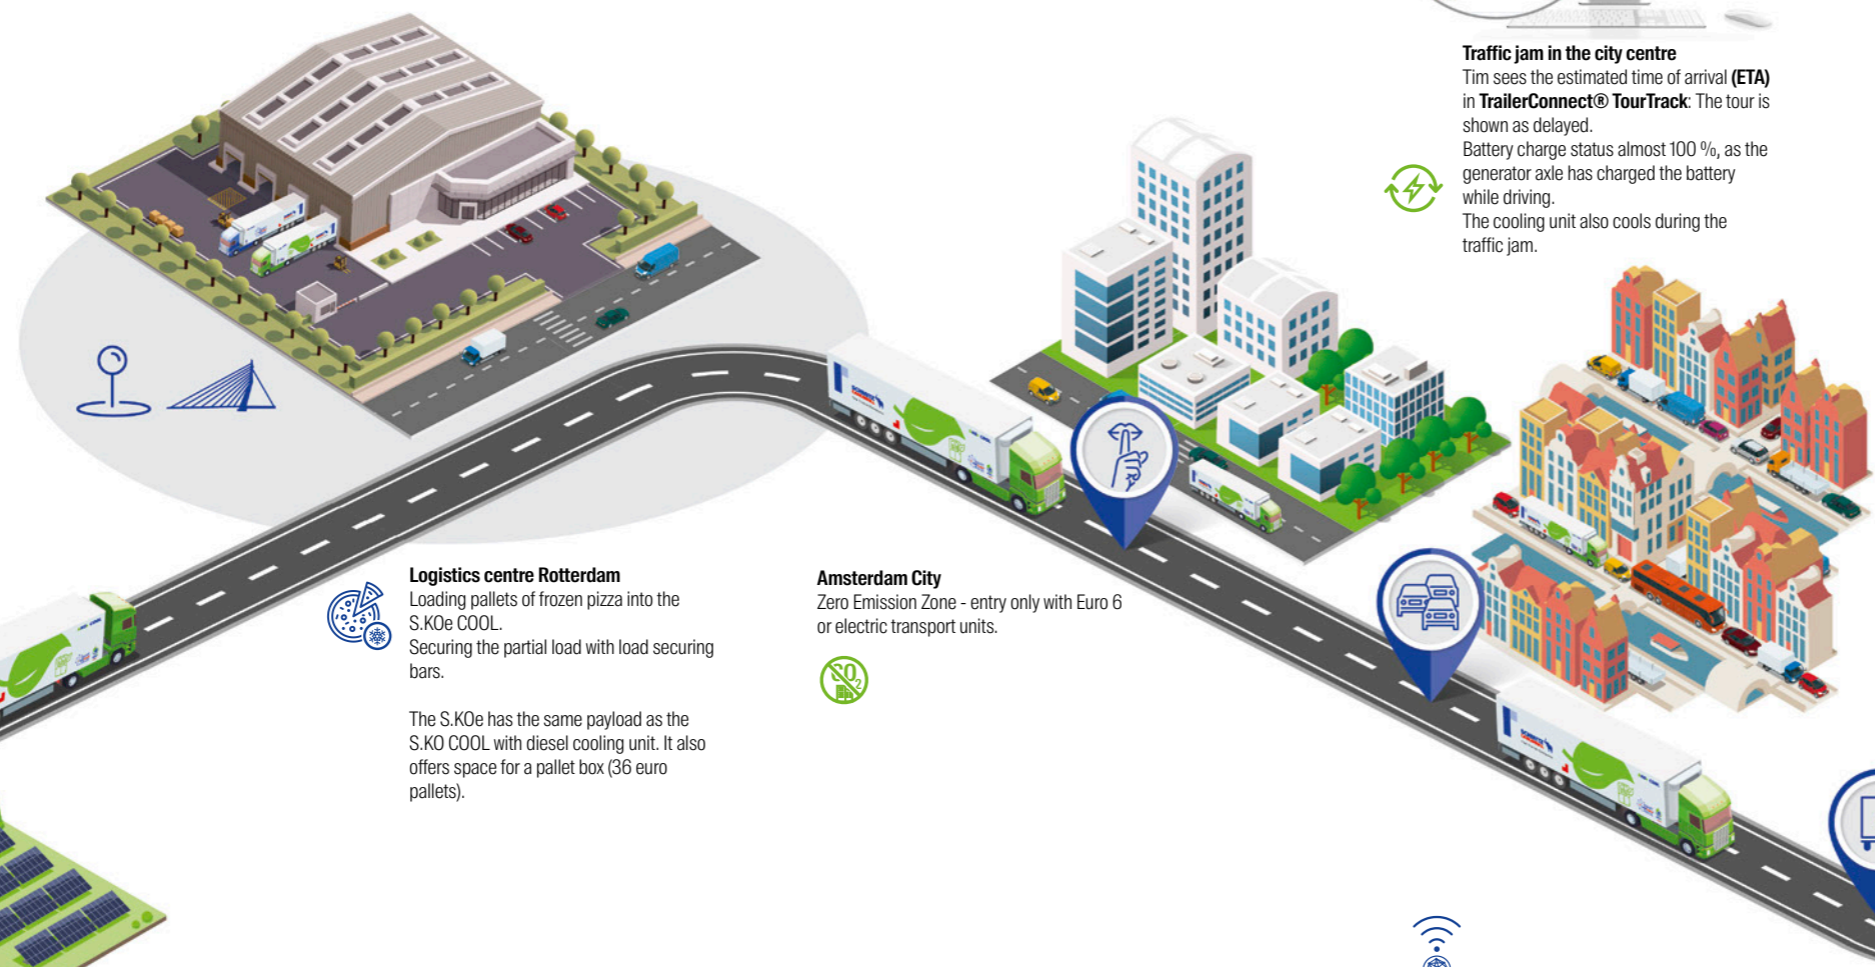 Traffic jam in the city centre
Tim sees the estimated time of arrival (ETA)
in TrailerConnect® TourTrack: The tour is
shown as delayed.
Battery charge status almost 100 %, as the
generator axle has charged the battery
while driving.
The cooling unit also cools during the
traffic jam.
Logistics centre Rotterdam
Loading pallets of frozen pizza into the
S.KOe COOL.
Securing the partial load with load securing
bars.
The S.KOe has the same payload as the
S.KO COOL with diesel cooling unit. It also
offers space for a pallet box (36 euro
pallets).
Amsterdam City
Zero Emission Zone - entry only with Euro 6
or electric transport units.
CO2